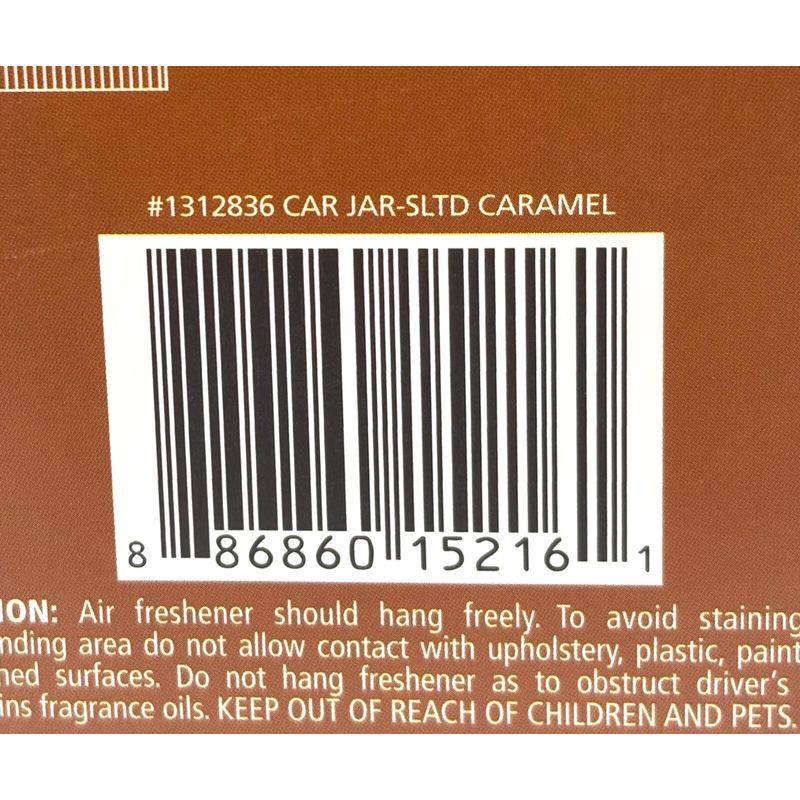 #1312836 CAR JAR-SLTD CARAMEL
8 86860 15216 1
ION: Air freshener should hang freely. To avoid staining
nding area do not allow contact with upholstery, plastic, paint
ned surfaces. Do not hang freshener as to obstruct driver's
ins fragrance oils. KEEP OUT OF REACH OF CHILDREN AND PETS.